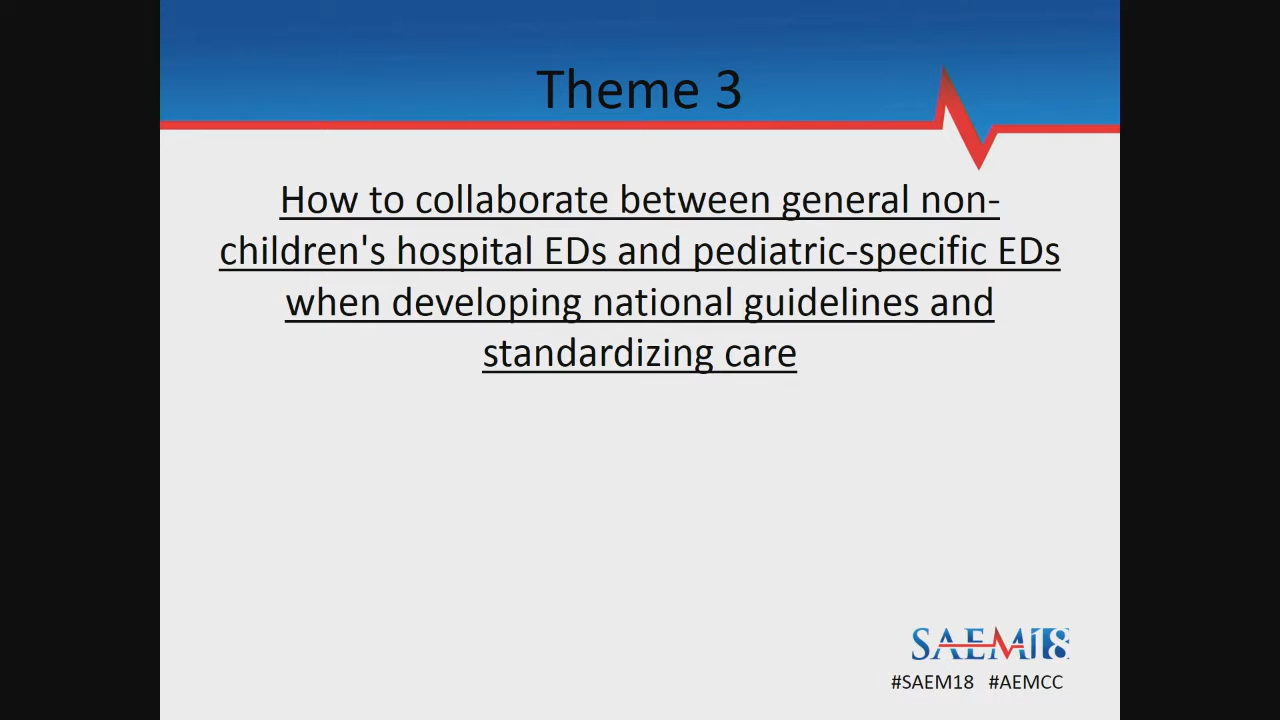 Theme 3
How to collaborate between general non-
children's hospital EDs and pediatric-specific EDs
when developing national guidelines and
standardizing care
SAEM18
#SAEM18 #AEMCC